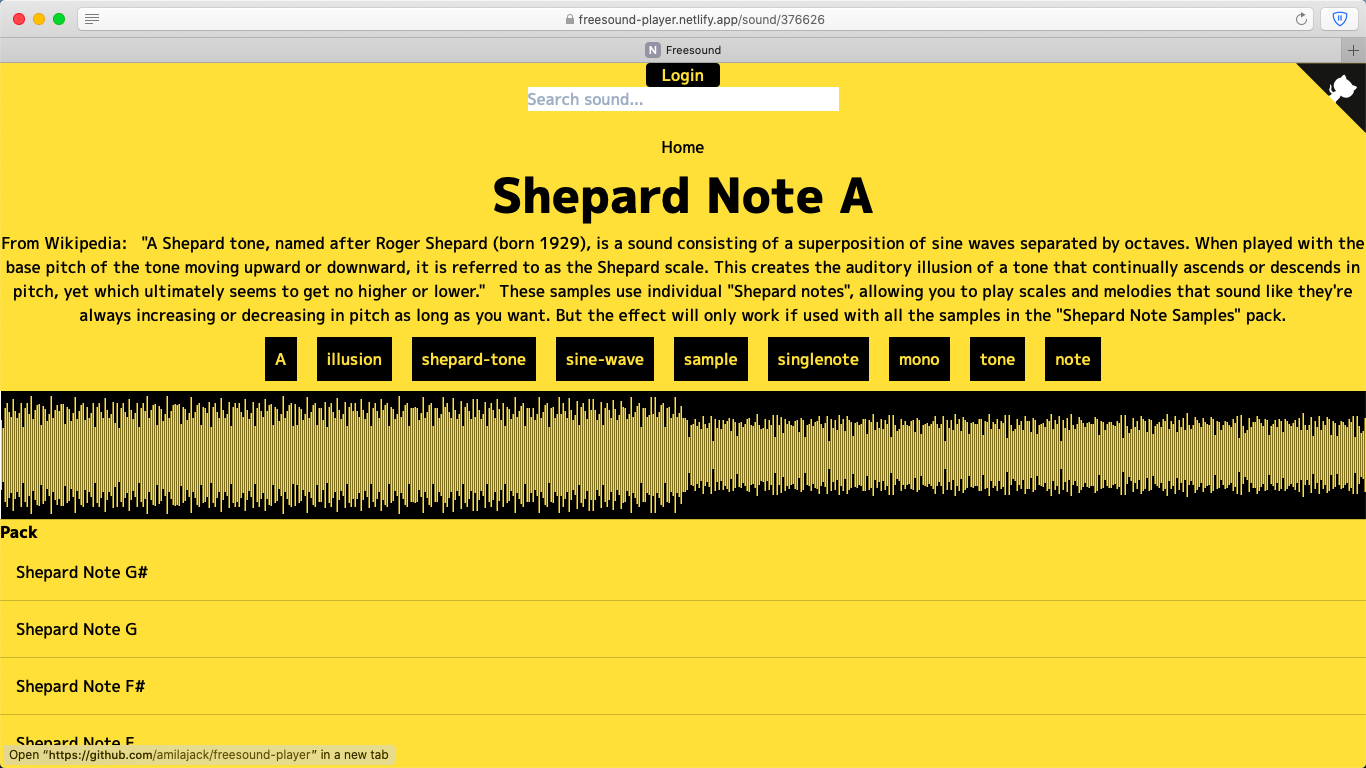 freesound-player.netlify.app/sound/376626
N Freesound
Login
Search sound...
Home
Shepard Note A
From Wikipedia: "A Shepard tone, named after Roger Shepard (born 1929), is a sound consisting of a superposition of sine waves separated by octaves. When played with the
base pitch of the tone moving upward or downward, it is referred to as the Shepard scale. This creates the auditory illusion of a tone that continually ascends or descends in
pitch, yet which ultimately seems to get no higher or lower." These samples use individual "Shepard notes", allowing you to play scales and melodies that sound like they're
always increasing or decreasing in pitch as long as you want. But the effect will only work if used with all the samples in the "Shepard Note Samples" pack.
A illusion shepard-tone sine-wave sample singlenote mono tone note
Pack
Shepard Note G#
Shepard Note G
Shepard Note F#
Shepard Note
Open “https://github.com/amilajack/freesound-player” in a new tab